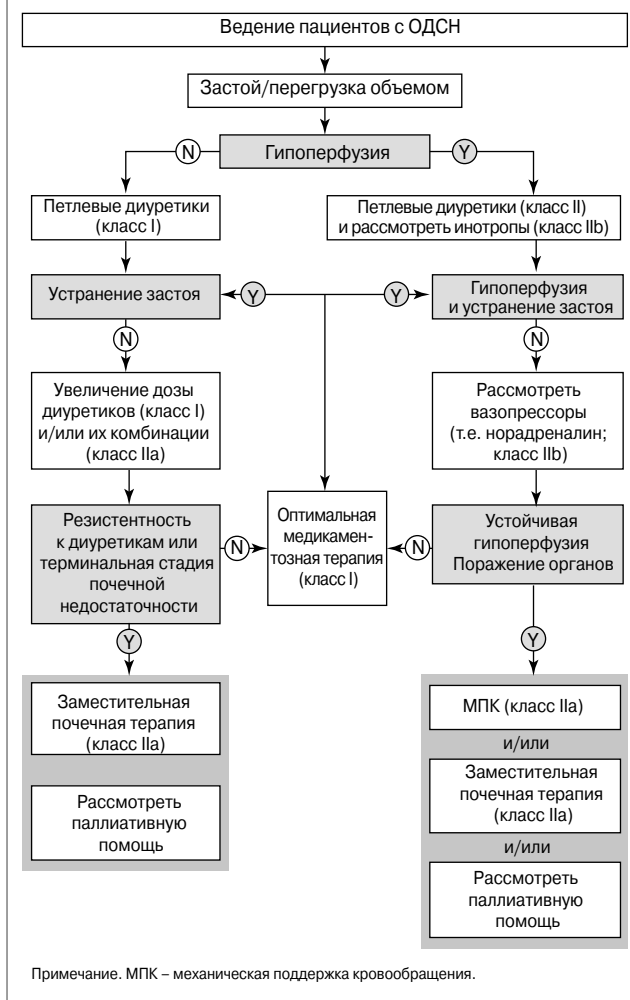 Ведение пациентов с ОДСН
Застой/перегрузка объемом
Гипоперфузия
N
Y
Петлевые диуретики
(класс I)
Петлевые диуретики (класс II)
и рассмотреть инотропы (класс IIb)
Устранение застоя
Y
Y
Гипоперфузия
и устранение застоя
N
N
Увеличение дозы
диуретиков (класс I)
и/или их комбинации
(класс IIa)
Рассмотреть
вазопрессоры
(т.е. норадреналин;
класс IIb)
Резистентность
к диуретикам или
терминальная стадия
почечной
недостаточности
N
Оптимальная
медикамен-
тозная терапия
(класс I)
N
Устойчивая
гипоперфузия
Поражение органов
Y
Y
Заместительная
почечная терапия
(класс IIa)
Рассмотреть
паллиативную
помощь
МПК (класс IIa)
и/или
Заместительная
почечная терапия
(класс IIa)
и/или
Рассмотреть
паллиативную
помощь
Примечание. МПК – механическая поддержка кровообращения.